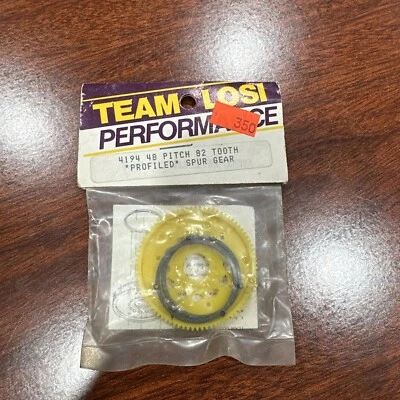 TEAM LOSI
PERFORMANCE
350
4194 48 PITCH 82 TOOTH
"PROFILED" SPUR GEAR